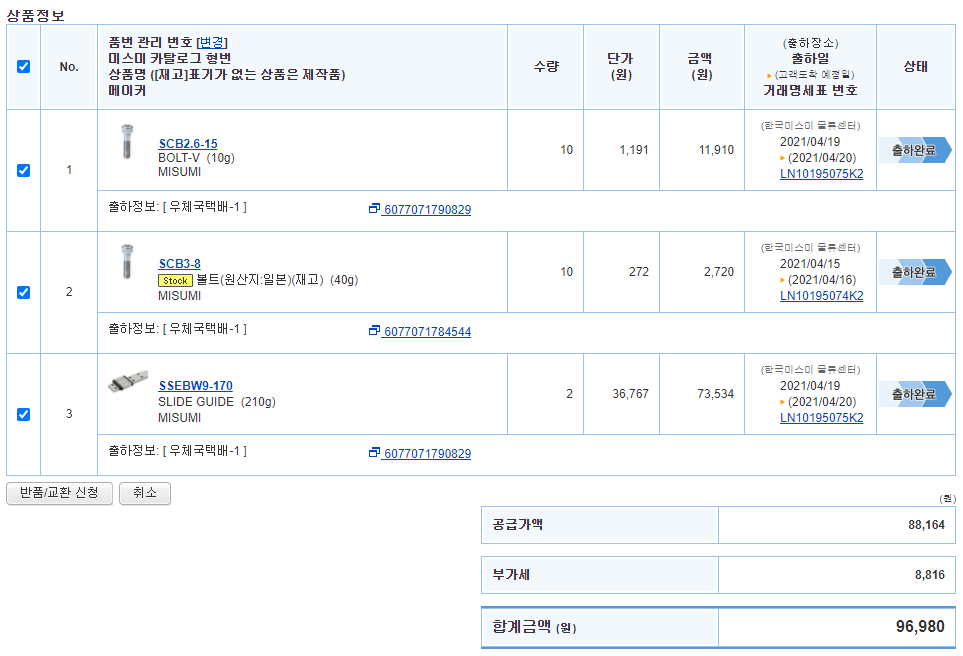 상품정보
No.
품번 관리 번호 [변경]
미스미 카탈로그 형번
상품명 ([재고]표기가 없는 상품은 제작품)
메이커
수량
단가
(원)
금액
(원)
(출하장소)
출하일
▸(고객도착 예정일)
거래명세표 번호
상태
1
SCB2.6-15
BOLT-V (10g)
MISUMI
10
1,191
11,910
(한국미스미 물류센터)
2021/04/19
▸(2021/04/20)
LN10195075K2
출하완료
출하정보: [ 우체국택배-1 ]
6077071790829
2
SCB3-8
Stock 볼트(원산지:일본)(재고) (40g)
MISUMI
10
272
2,720
(한국미스미 물류센터)
2021/04/15
▸(2021/04/16)
LN10195074K2
출하완료
출하정보: [ 우체국택배-1 ]
6077071784544
3
SSEBW9-170
SLIDE GUIDE (210g)
MISUMI
2
36,767
73,534
(한국미스미 물류센터)
2021/04/19
▸(2021/04/20)
LN10195075K2
출하완료
출하정보: [ 우체국택배-1 ]
6077071790829
반품/교환 신청
취소
(원)
공급가액
88,164
부가세
8,816
합계금액 (원)
96,980